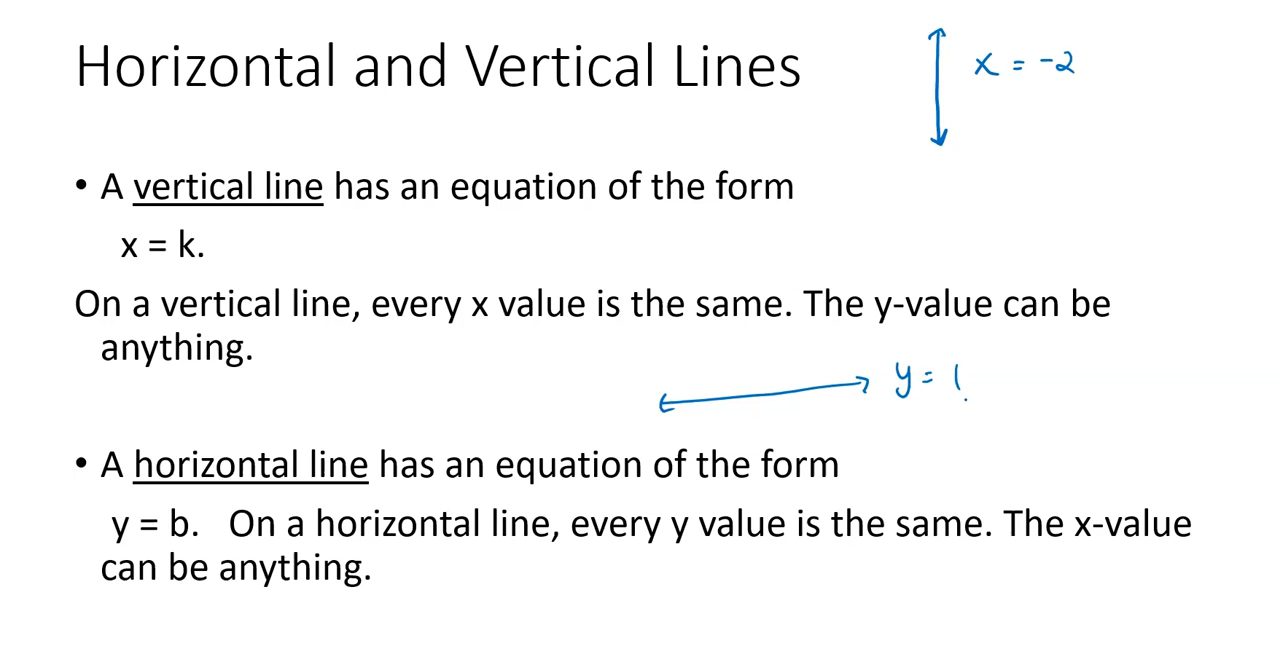 Horizontal and Vertical Lines
x = -2
• A vertical line has an equation of the form
x = k.
On a vertical line, every x value is the same. The y-value can be
anything.
y = 1
• A horizontal line has an equation of the form
y = b. On a horizontal line, every y value is the same. The x-value
can be anything.